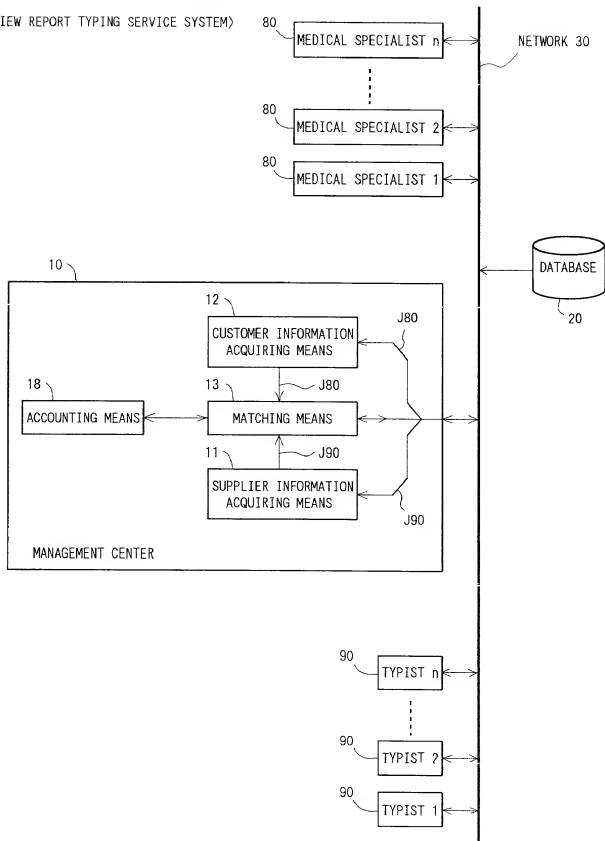 IEW REPORT TYPING SERVICE SYSTEM)
80
MEDICAL SPECIALIST n
NETWORK 30
80
MEDICAL SPECIALIST 2
80
MEDICAL SPECIALIST 1
DATABASE
20
10
12
CUSTOMER INFORMATION
ACQUIRING MEANS
J80
J80
18
ACCOUNTING MEANS
13
MATCHING MEANS
J90
11
SUPPLIER INFORMATION
ACQUIRING MEANS
J90
MANAGEMENT CENTER
90
TYPIST n
90
TYPIST 2
90
TYPIST 1